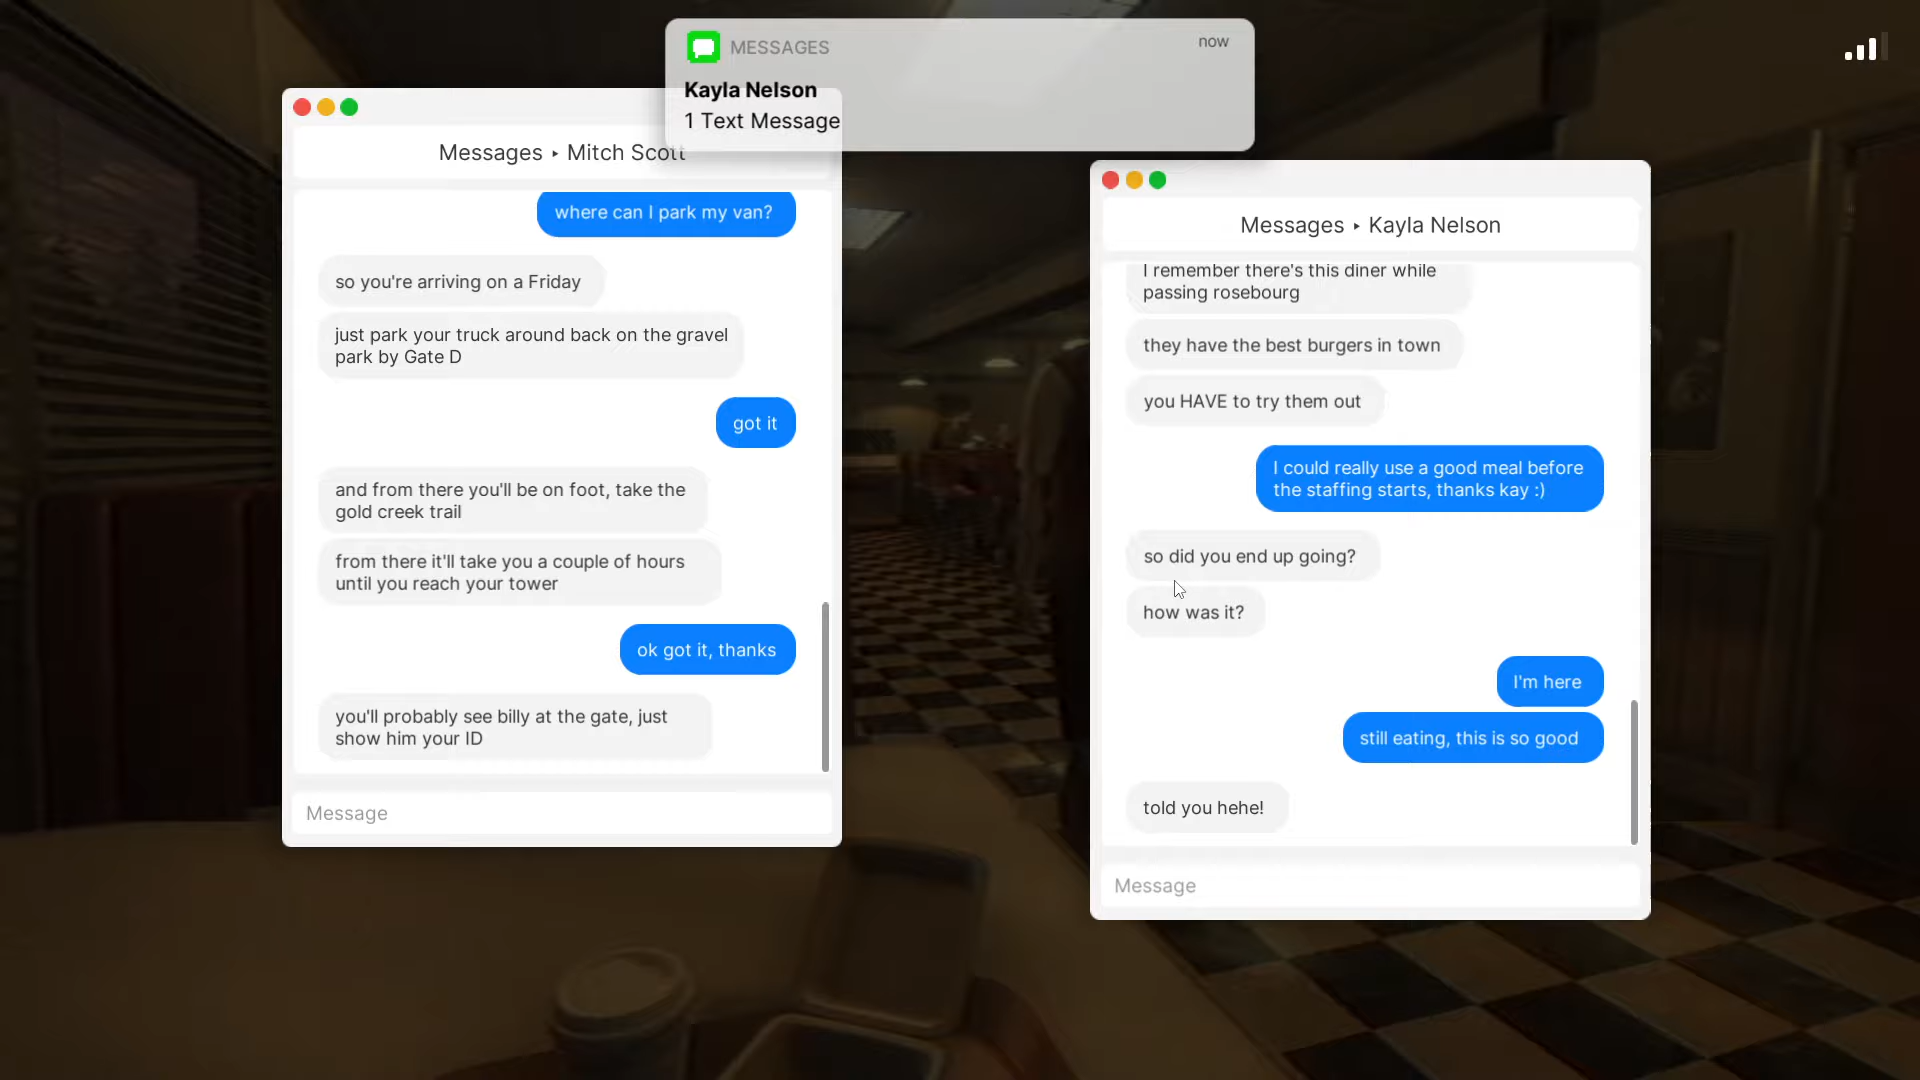 MESSAGES
now
Kayla Nelson
1 Text Message
Messages ‣ Mitch Scott
where can I park my van?
so you're arriving on a Friday
just park your truck around back on the gravel
park by Gate D
got it
and from there you'll be on foot, take the
gold creek trail
from there it'll take you a couple of hours
until you reach your tower
ok got it, thanks
you'll probably see billy at the gate, just
show him your ID
Message
Messages ‣ Kayla Nelson
I remember there's this diner while
passing rosebourg
they have the best burgers in town
you HAVE to try them out
I could really use a good meal before
the staffing starts, thanks kay :)
so did you end up going?
how was it?
I'm here
still eating, this is so good
told you hehe!
Message